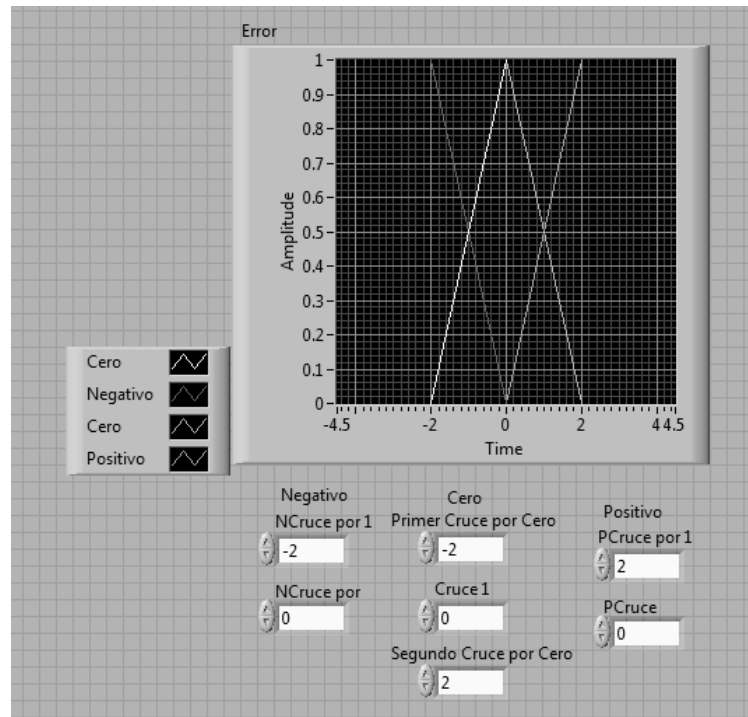 Error
1
0.9
0.8
0.7
0.6
0.5
0.4
0.3
0.2
0.1
0
Amplitude
-4.5 -2 0 2 4 4.5
Time
Cero
Negativo
Cero
Positivo
Negativo
NCruce por 1
-2
NCruce por
0
Cero
Primer Cruce por Cero
-2
Cruce 1
0
Segundo Cruce por Cero
2
Positivo
PCruce por 1
2
PCruce
0